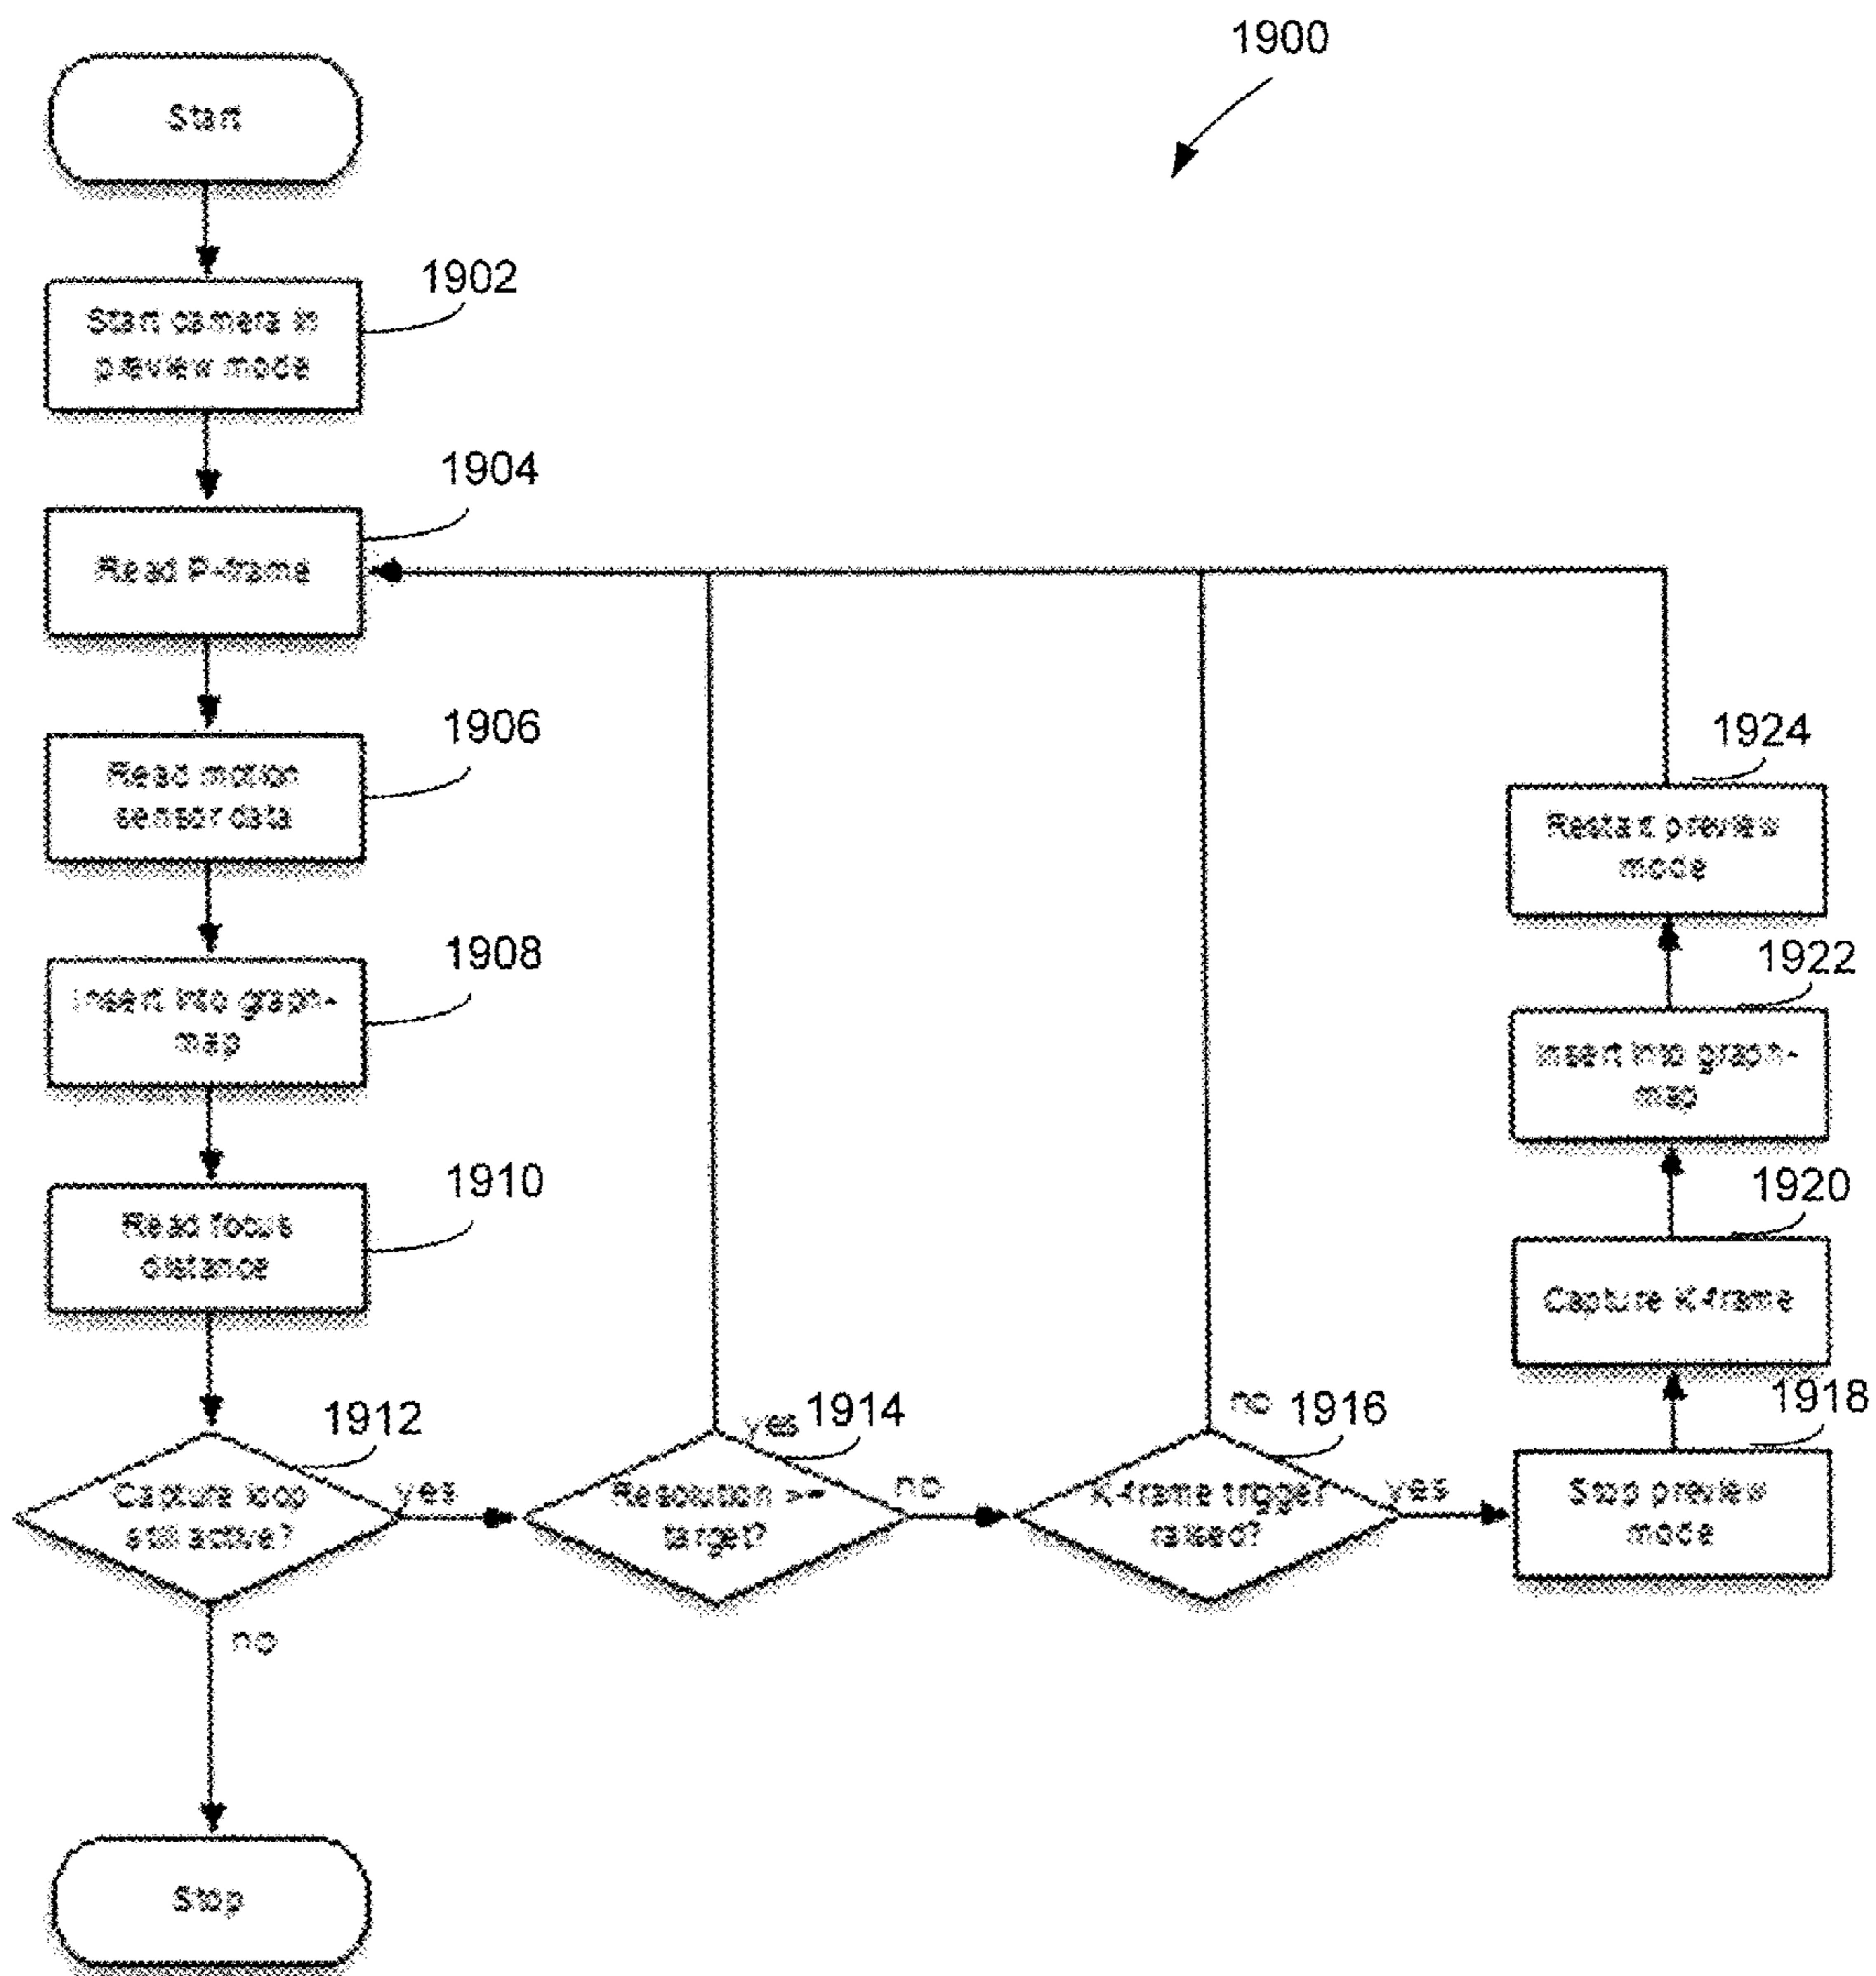 1900
Start
1902
Start camera in
preview mode
1904
Read P-frame
1906
Read motion
sensor data
1908
Insert into graph-
map
1910
Read focus
distance
1912
Capture loop
still active?
yes
no
Stop
1914
yes
Resolution >=
target?
no
1916
no
K-frame trigger
raised?
yes
1918
Stop preview
mode
1920
Capture K-frame
1922
Insert into graph-
map
1924
Restart preview
mode